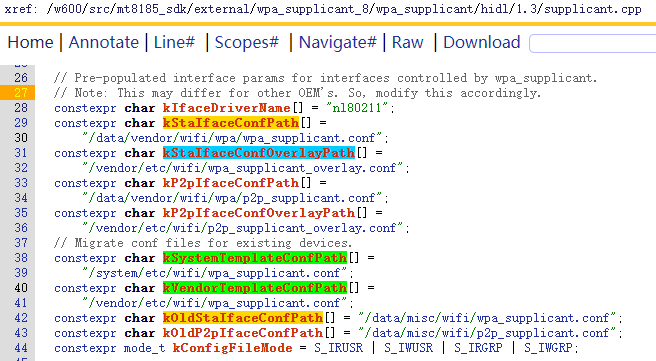 xref: /w600/src/mt8185_sdk/external/wpa_supplicant_8/wpa_supplicant/hidl/1.3/supplicant.cpp
Home | Annotate | Line# | Scopes# | Navigate# | Raw | Download
26 // Pre-populated interface params for interfaces controlled by wpa_supplicant.
27 // Note: This may differ for other OEM's. So, modify this accordingly.
28 constexpr char kIfaceDriverName[] = "nl80211";
29 constexpr char kStaIfaceConfPath[] =
30 "/data/vendor/wifi/wpa/wpa_supplicant.conf";
31 constexpr char kStaIfaceConfOverlayPath[] =
32 "/vendor/etc/wifi/wpa_supplicant_overlay.conf";
33 constexpr char kP2pIfaceConfPath[] =
34 "/data/vendor/wifi/wpa/p2p_supplicant.conf";
35 constexpr char kP2pIfaceConfOverlayPath[] =
36 "/vendor/etc/wifi/p2p_supplicant_overlay.conf";
37 // Migrate conf files for existing devices.
38 constexpr char kSystemTemplateConfPath[] =
39 "/system/etc/wifi/wpa_supplicant.conf";
40 constexpr char kVendorTemplateConfPath[] =
41 "/vendor/etc/wifi/wpa_supplicant.conf";
42 constexpr char kOldStaIfaceConfPath[] = "/data/misc/wifi/wpa_supplicant.conf";
43 constexpr char kOldP2pIfaceConfPath[] = "/data/misc/wifi/p2p_supplicant.conf";
44 constexpr mode_t kConfigFileMode = S_IRUSR | S_IWUSR | S_IRGRP | S_IWGRP;